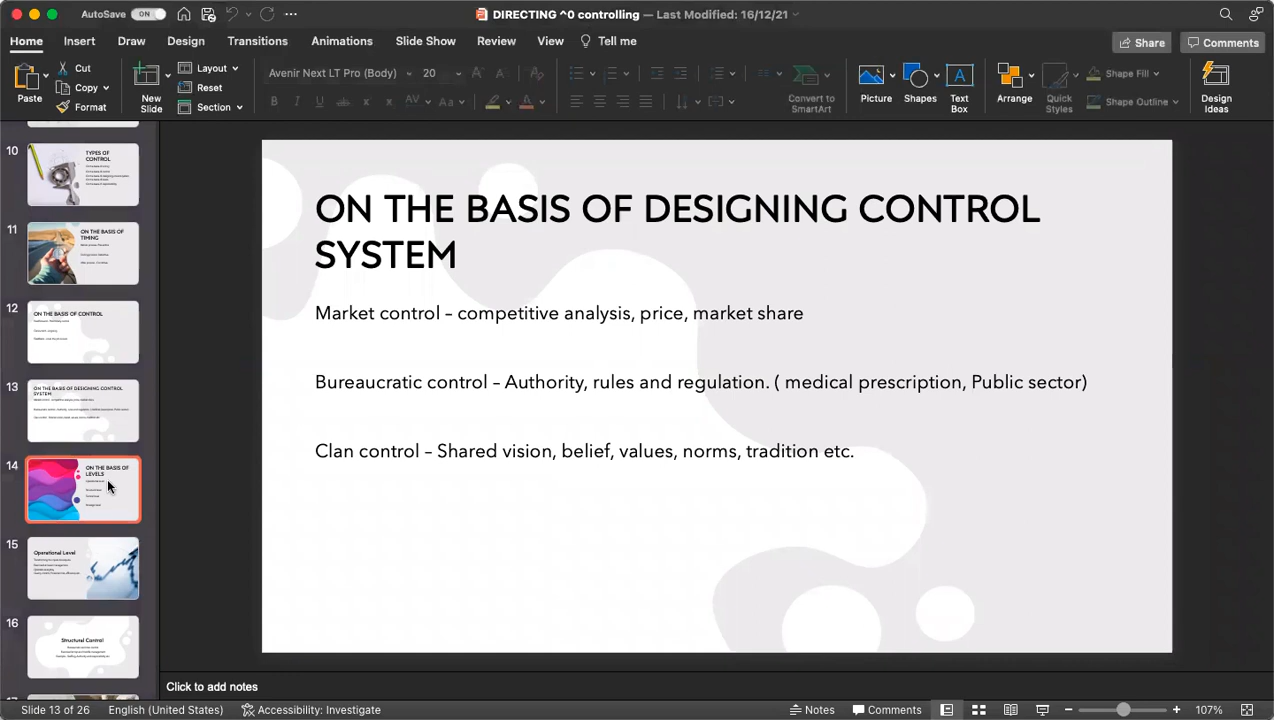 AutoSave ON DIRECTING ^0 controlling — Last Modified: 16/12/21
Home Insert Draw Design Transitions Animations Slide Show Review View Tell me Share Comments
Paste Cut Copy Format New Slide Layout Reset Section
Avenir Next LT Pro (Body) 20
Convert to SmartArt Picture Shapes Text Box Arrange Quick Styles Shape Fill Shape Outline Design Ideas
10
TYPES OF
CONTROL
11
ON THE BASIS OF
TIMING
12
ON THE BASIS OF CONTROL
13
ON THE BASIS OF DESIGNING CONTROL
SYSTEM
14
ON THE BASIS OF
LEVELS
15
Operational Level
16
Structural Control
ON THE BASIS OF DESIGNING CONTROL
SYSTEM
Market control – competitive analysis, price, market share
Bureaucratic control – Authority, rules and regulation. ( medical prescription, Public sector)
Clan control – Shared vision, belief, values, norms, tradition etc.
Click to add notes
Slide 13 of 26 English (United States) Accessibility: Investigate Notes Comments 107%